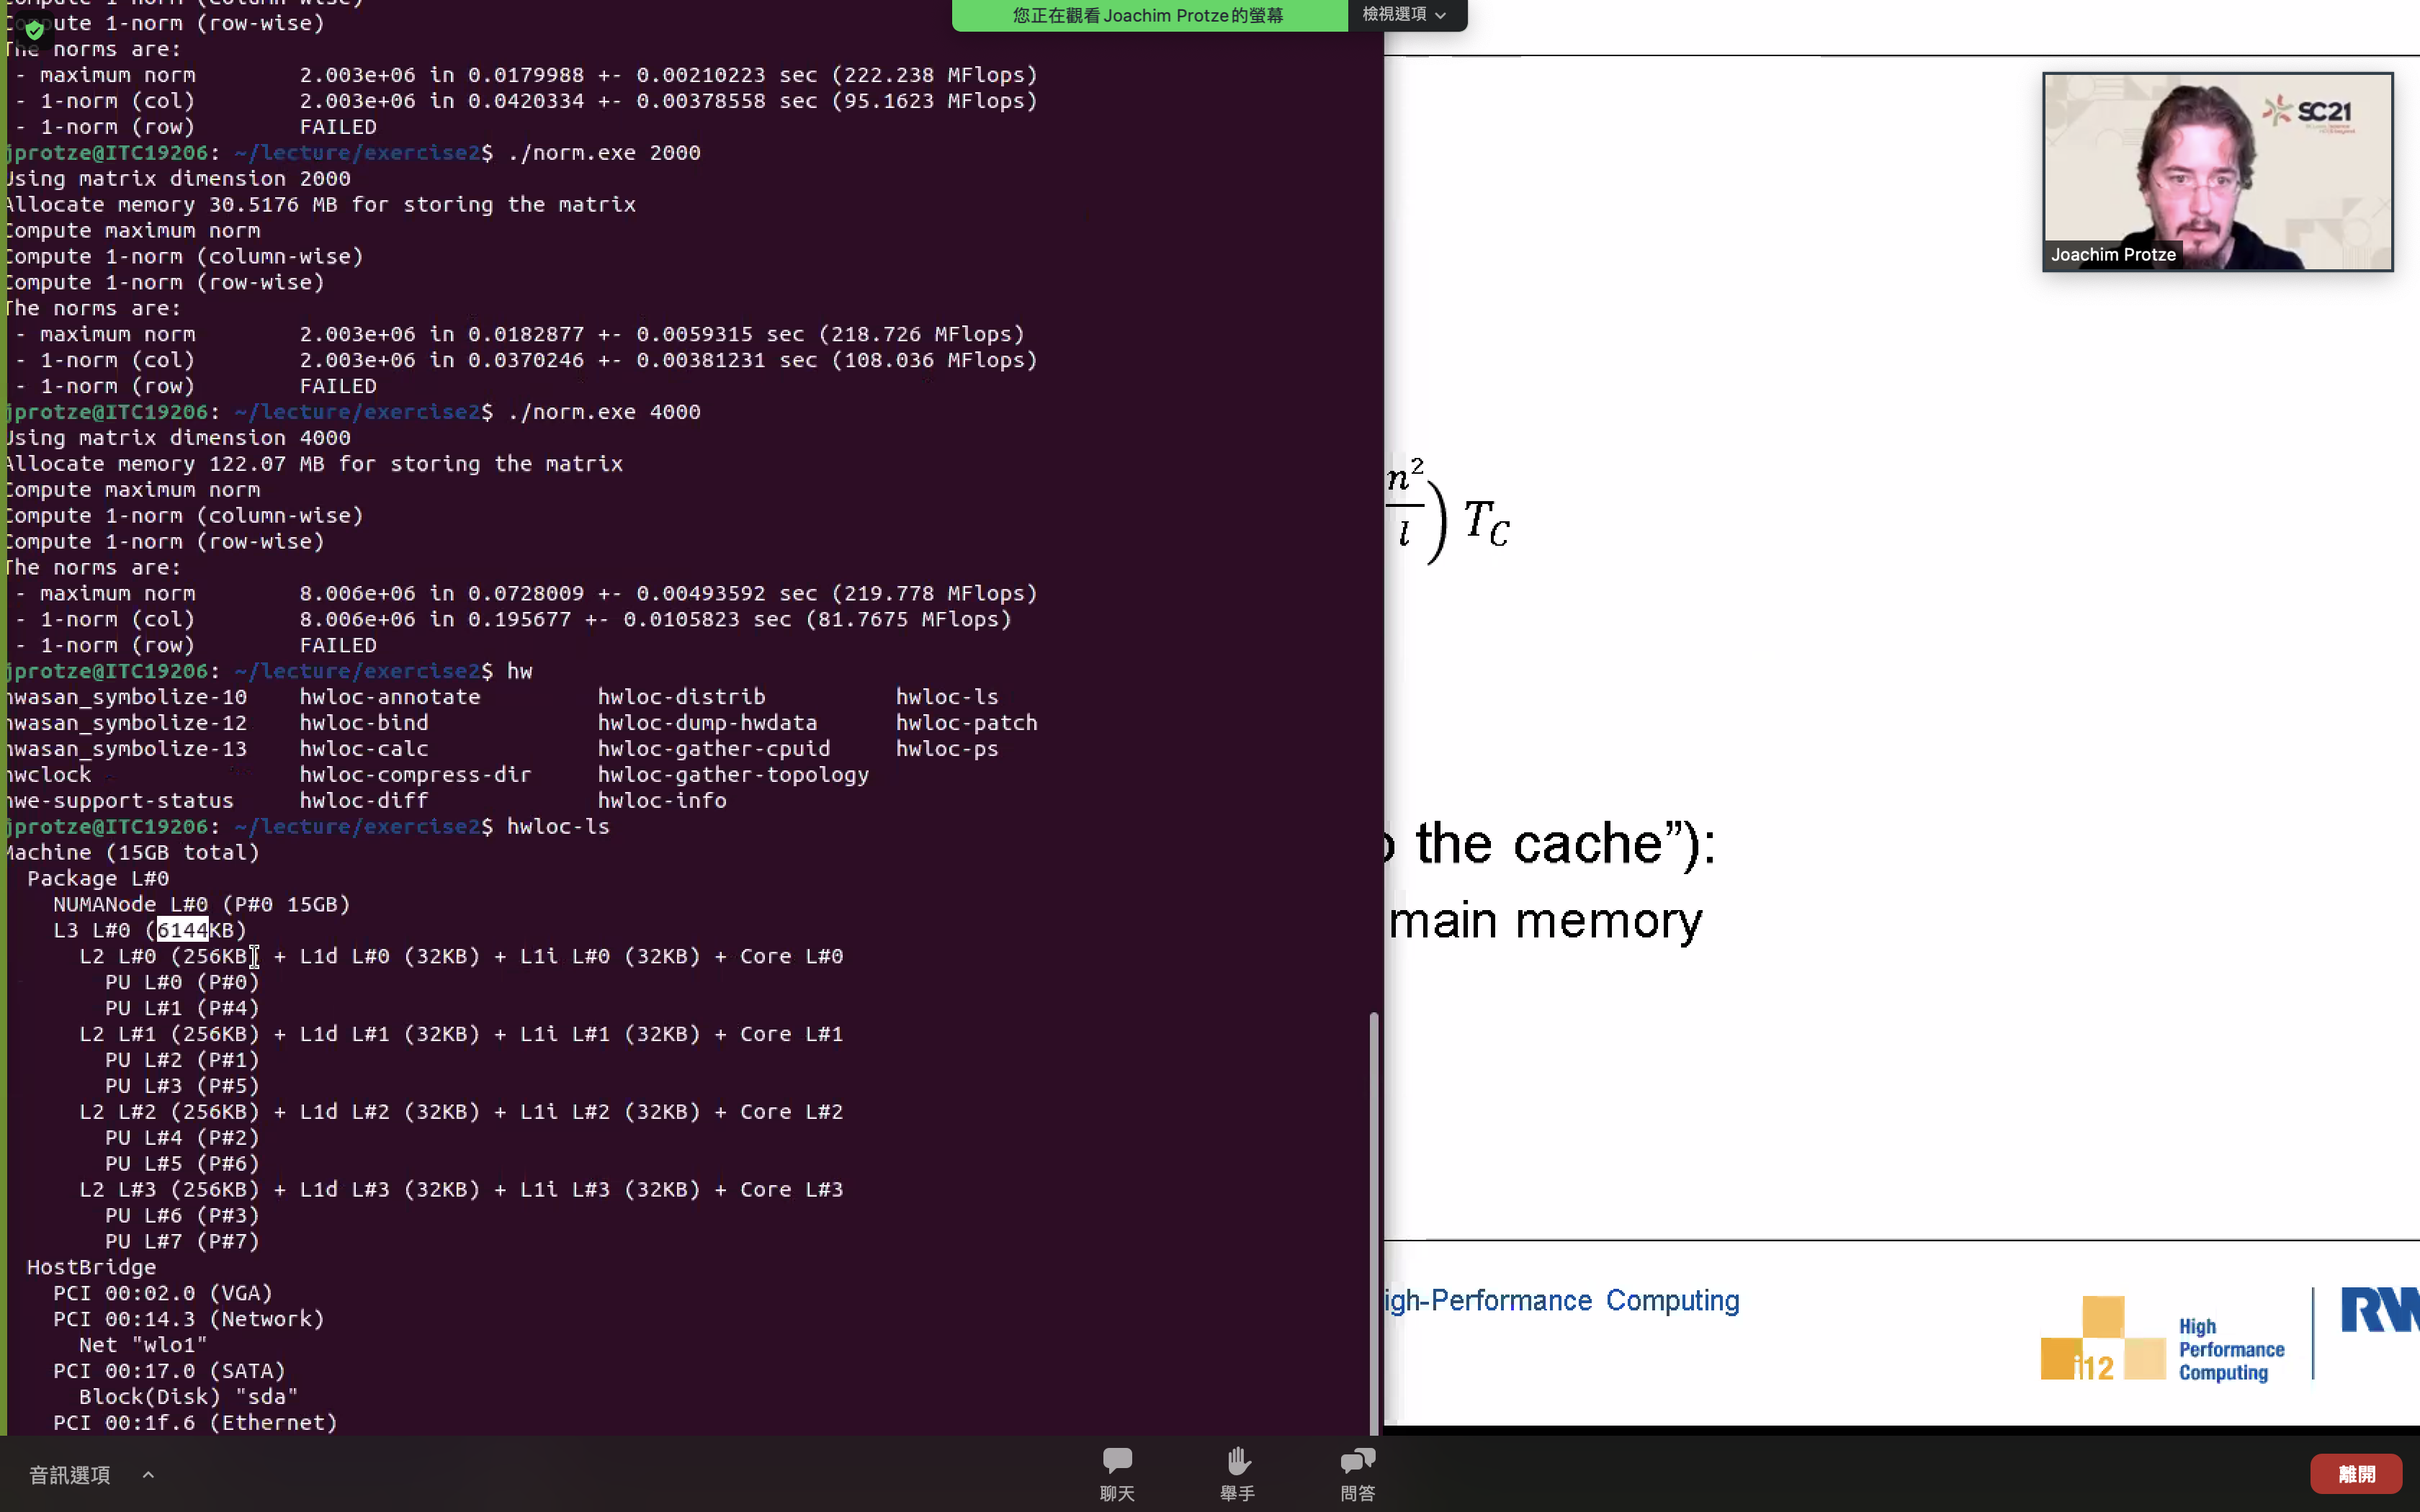 compute 1-norm (column-wise)
compute 1-norm (row-wise)
The norms are:
- maximum norm 2.003e+06 in 0.0179988 +- 0.00210223 sec (222.238 MFlops)
- 1-norm (col) 2.003e+06 in 0.0420334 +- 0.00378558 sec (95.1623 MFlops)
- 1-norm (row) FAILED
jprotze@ITC19206: ~/lecture/exercise2$ ./norm.exe 2000
Using matrix dimension 2000
Allocate memory 30.5176 MB for storing the matrix
Compute maximum norm
Compute 1-norm (column-wise)
Compute 1-norm (row-wise)
The norms are:
- maximum norm 2.003e+06 in 0.0182877 +- 0.0059315 sec (218.726 MFlops)
- 1-norm (col) 2.003e+06 in 0.0370246 +- 0.00381231 sec (108.036 MFlops)
- 1-norm (row) FAILED
jprotze@ITC19206: ~/lecture/exercise2$ ./norm.exe 4000
Using matrix dimension 4000
Allocate memory 122.07 MB for storing the matrix
Compute maximum norm
Compute 1-norm (column-wise)
Compute 1-norm (row-wise)
The norms are:
- maximum norm 8.006e+06 in 0.0728009 +- 0.00493592 sec (219.778 MFlops)
- 1-norm (col) 8.006e+06 in 0.195677 +- 0.0105823 sec (81.7675 MFlops)
- 1-norm (row) FAILED
jprotze@ITC19206: ~/lecture/exercise2$ hw
hwasan_symbolize-10 hwloc-annotate hwloc-distrib hwloc-ls
hwasan_symbolize-12 hwloc-bind hwloc-dump-hwdata hwloc-patch
hwasan_symbolize-13 hwloc-calc hwloc-gather-cpuid hwloc-ps
hwclock hwloc-compress-dir hwloc-gather-topology
hwe-support-status hwloc-diff hwloc-info
jprotze@ITC19206: ~/lecture/exercise2$ hwloc-ls
Machine (15GB total)
Package L#0
NUMANode L#0 (P#0 15GB)
L3 L#0 (6144KB)
L2 L#0 (256KB) + L1d L#0 (32KB) + L1i L#0 (32KB) + Core L#0
PU L#0 (P#0)
PU L#1 (P#4)
L2 L#1 (256KB) + L1d L#1 (32KB) + L1i L#1 (32KB) + Core L#1
PU L#2 (P#1)
PU L#3 (P#5)
L2 L#2 (256KB) + L1d L#2 (32KB) + L1i L#2 (32KB) + Core L#2
PU L#4 (P#2)
PU L#5 (P#6)
L2 L#3 (256KB) + L1d L#3 (32KB) + L1i L#3 (32KB) + Core L#3
PU L#6 (P#3)
PU L#7 (P#7)
HostBridge
PCI 00:02.0 (VGA)
PCI 00:14.3 (Network)
Net "wlo1"
PCI 00:17.0 (SATA)
Block(Disk) "sda"
PCI 00:1f.6 (Ethernet)
您正在觀看Joachim Protze的螢幕 檢視選項
SC21
Joachim Protze
n²
l
) T_C
o the cache”):
main memory
igh-Performance Computing
i12
High
Performance
Computing
RW
音訊選項
聊天
舉手
問答
離開